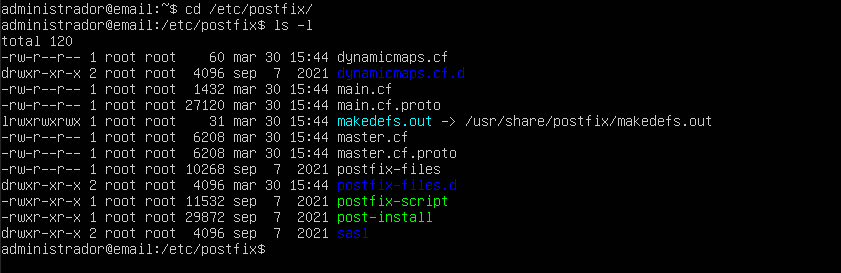 administrador@email:~$ cd /etc/postfix/
administrador@email:/etc/postfix$ ls -l
total 120
-rw-r--r-- 1 root root    60 mar 30 15:44 dynamicmaps.cf
drwxr-xr-x 2 root root  4096 sep  7  2021 dynamicmaps.cf.d
-rw-r--r-- 1 root root  1432 mar 30 15:44 main.cf
-rw-r--r-- 1 root root 27120 mar 30 15:44 main.cf.proto
lrwxrwxrwx 1 root root    31 mar 30 15:44 makedefs.out -> /usr/share/postfix/makedefs.out
-rw-r--r-- 1 root root  6208 mar 30 15:44 master.cf
-rw-r--r-- 1 root root  6208 mar 30 15:44 master.cf.proto
-rw-r--r-- 1 root root 10268 sep  7  2021 postfix-files
drwxr-xr-x 2 root root  4096 mar 30 15:44 postfix-files.d
-rwxr-xr-x 1 root root 11532 sep  7  2021 postfix-script
-rwxr-xr-x 1 root root 29872 sep  7  2021 post-install
drwxr-xr-x 2 root root  4096 sep  7  2021 sasl
administrador@email:/etc/postfix$